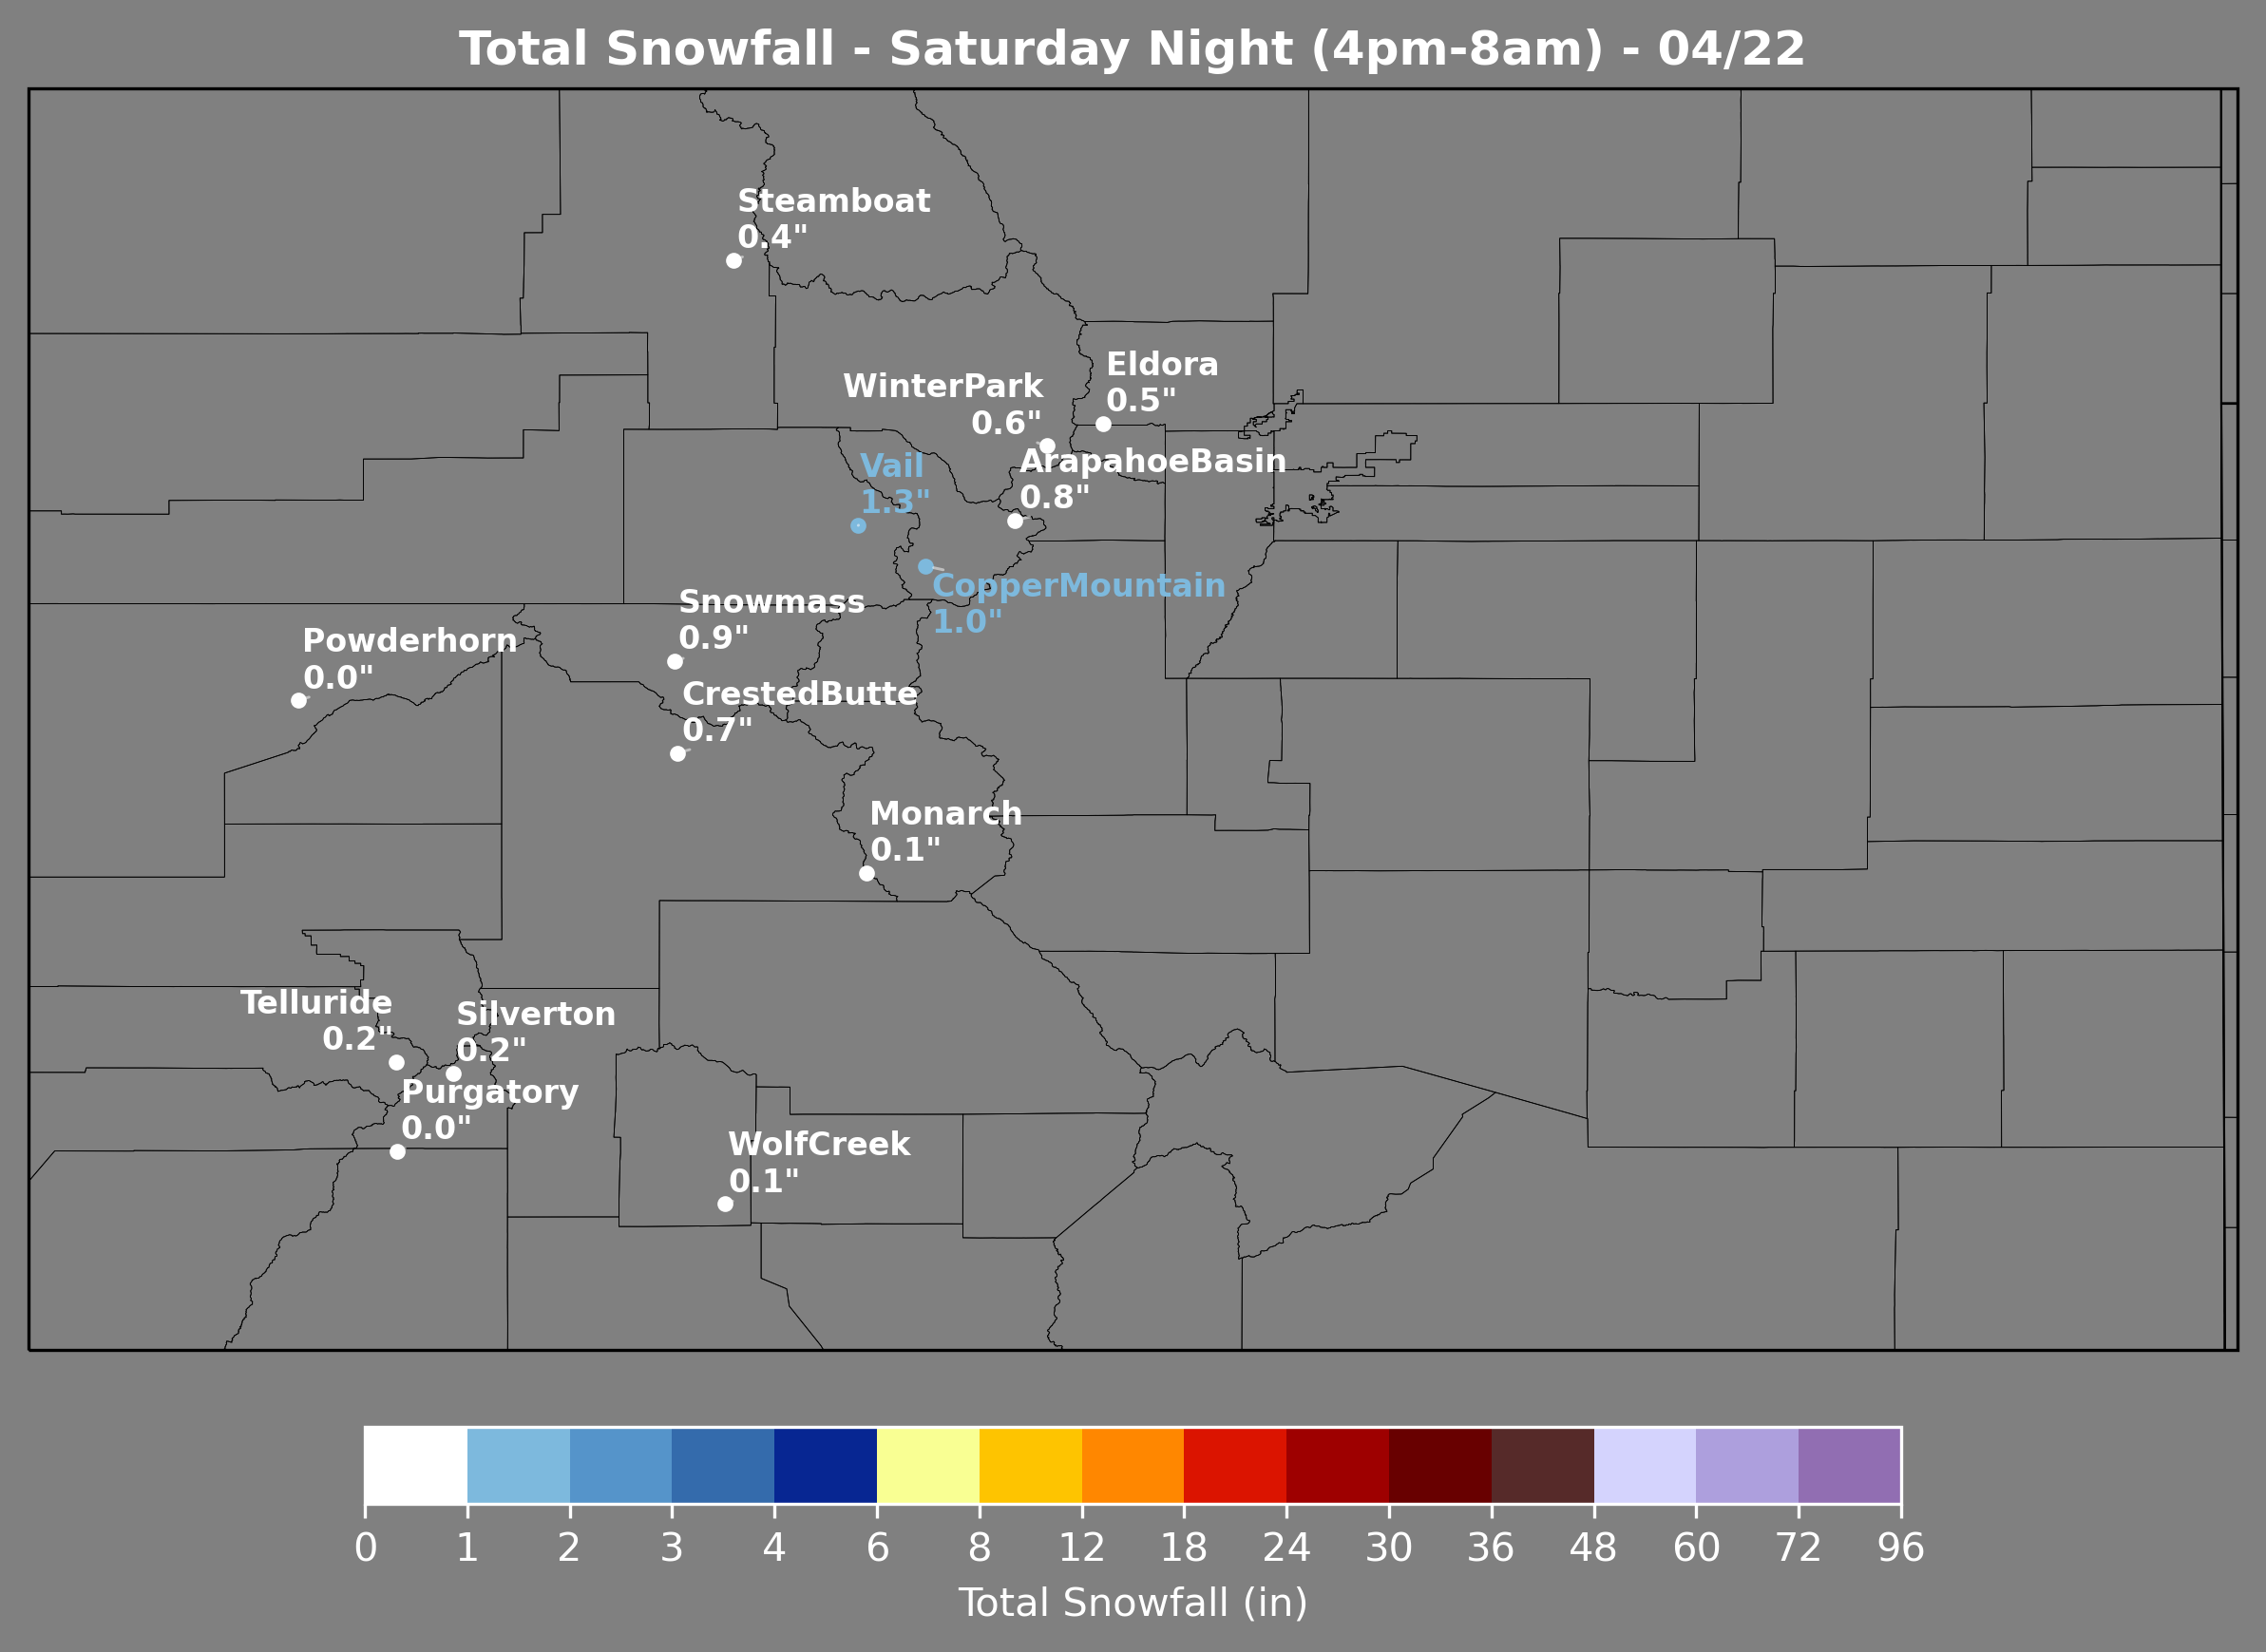 Total Snowfall - Saturday Night (4pm-8am) - 04/22
Steamboat
0.4"
Eldora
0.5"
WinterPark
0.6"
ArapahoeBasin
0.8"
Vail
1.3"
CopperMountain
1.0"
Snowmass
0.9"
Powderhorn
0.0"
CrestedButte
0.7"
Monarch
0.1"
Telluride
0.2"
Silverton
0.2"
Purgatory
0.0"
WolfCreek
0.1"
0 1 2 3 4 6 8 12 18 24 30 36 48 60 72 96
Total Snowfall (in)